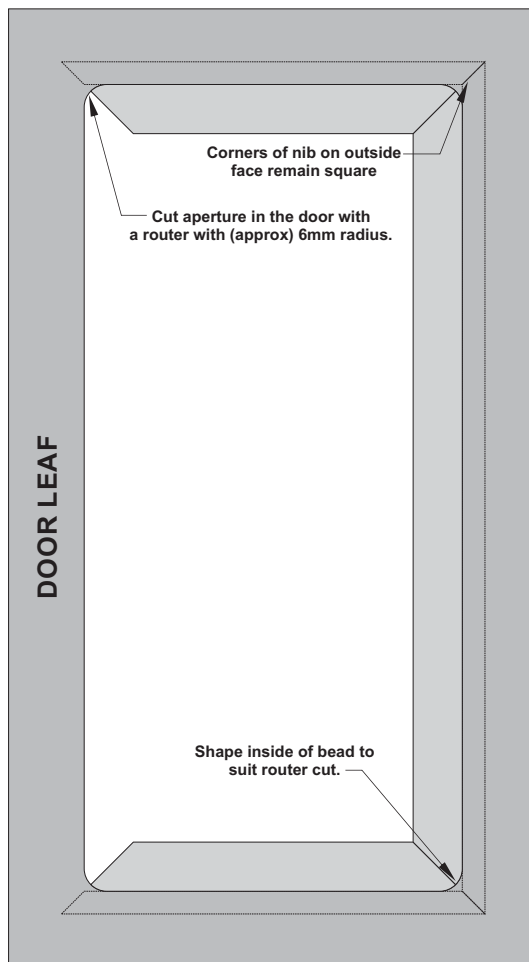 Corners of nib on outside
face remain square
Cut aperture in the door with
a router with (approx) 6mm radius.
DOOR LEAF
Shape inside of bead to
suit router cut.